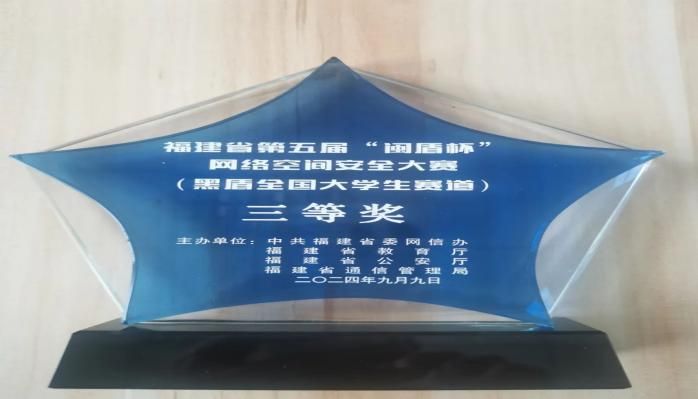 福建省第五届“闽盾杯”
网络空间安全大赛
（黑盾全国大学生赛道）
三等奖
主办单位：中共福建省委网信办
福建省教育厅
福建省公安厅
福建省通信管理局
二〇二四年九月九日